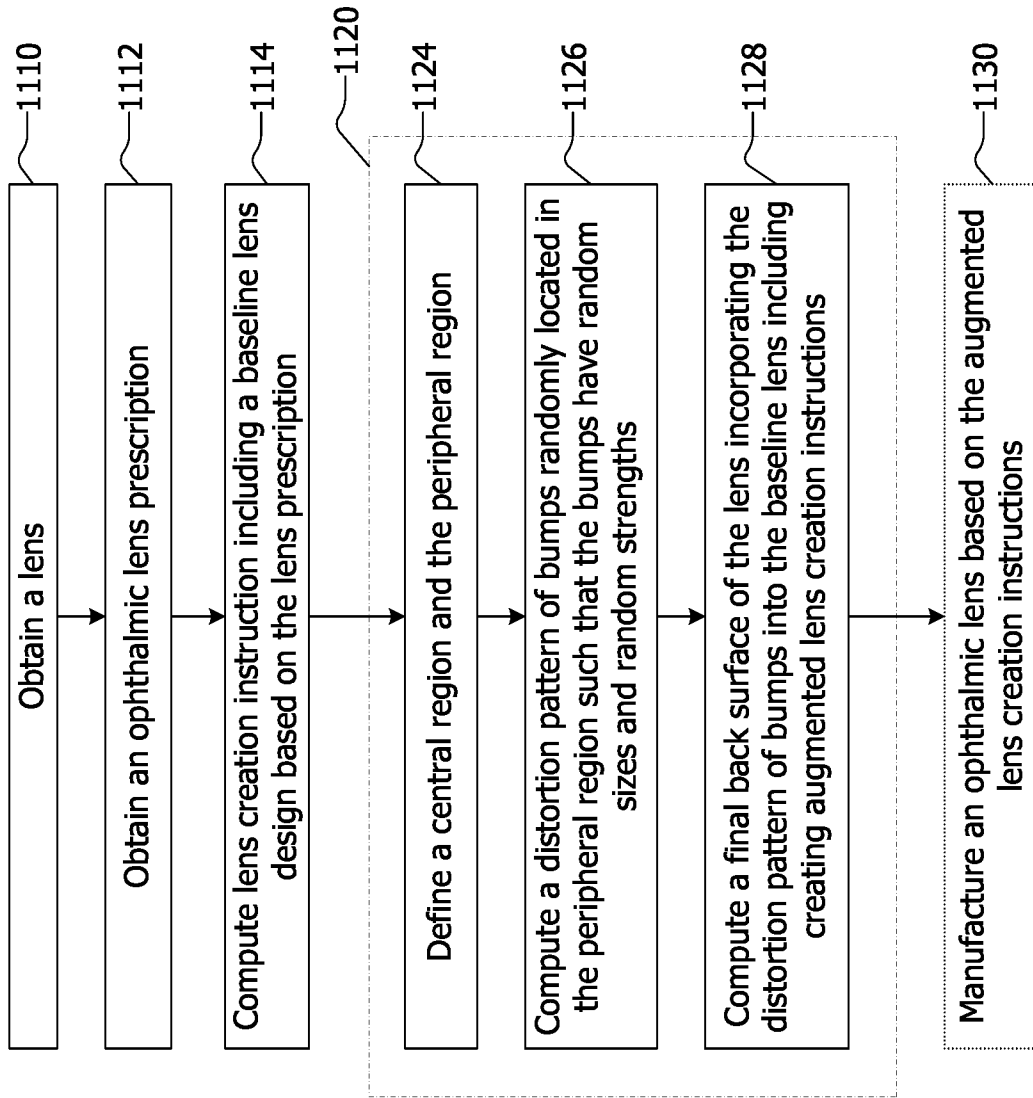 Obtain a lens
1110
Obtain an ophthalmic lens prescription
1112
Compute lens creation instruction including a baseline lens
design based on the lens prescription
1114
1120
Define a central region and the peripheral region
1124
Compute a distortion pattern of bumps randomly located in
the peripheral region such that the bumps have random
sizes and random strengths
1126
Compute a final back surface of the lens incorporating the
distortion pattern of bumps into the baseline lens including
creating augmented lens creation instructions
1128
Manufacture an ophthalmic lens based on the augmented
lens creation instructions
1130